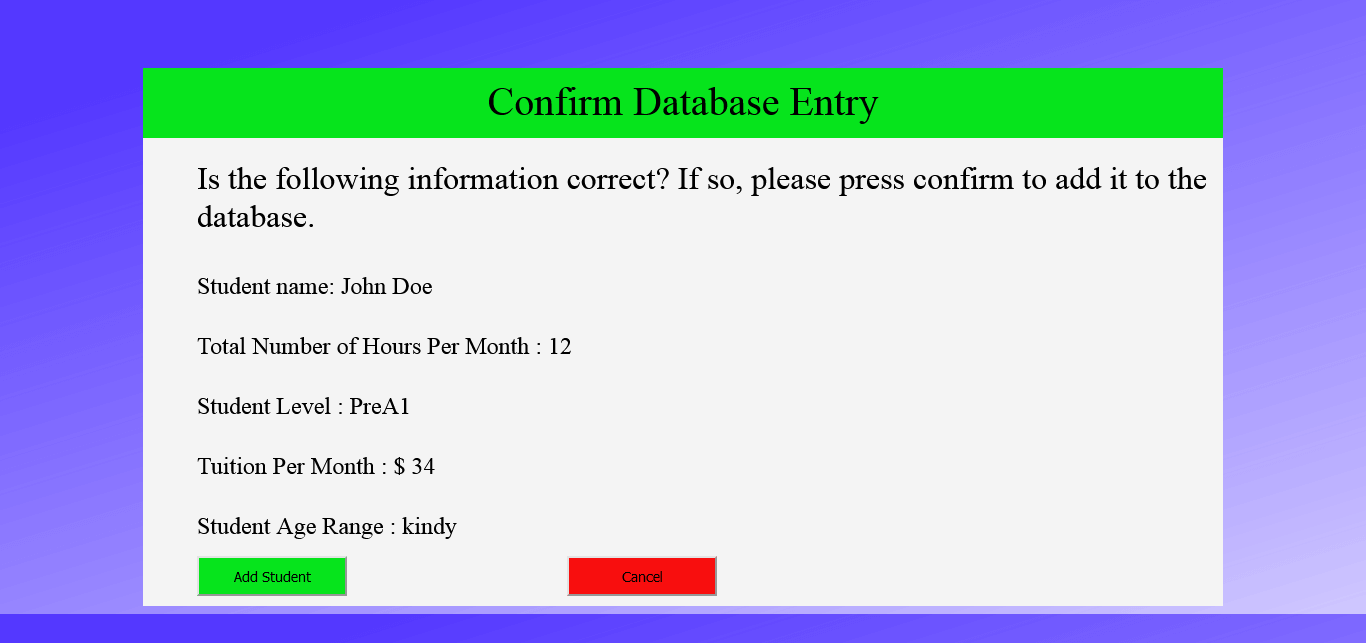 Confirm Database Entry
Is the following information correct? If so, please press confirm to add it to the
database.
Student name: John Doe
Total Number of Hours Per Month : 12
Student Level : PreA1
Tuition Per Month : $ 34
Student Age Range : kindy
Add Student
Cancel